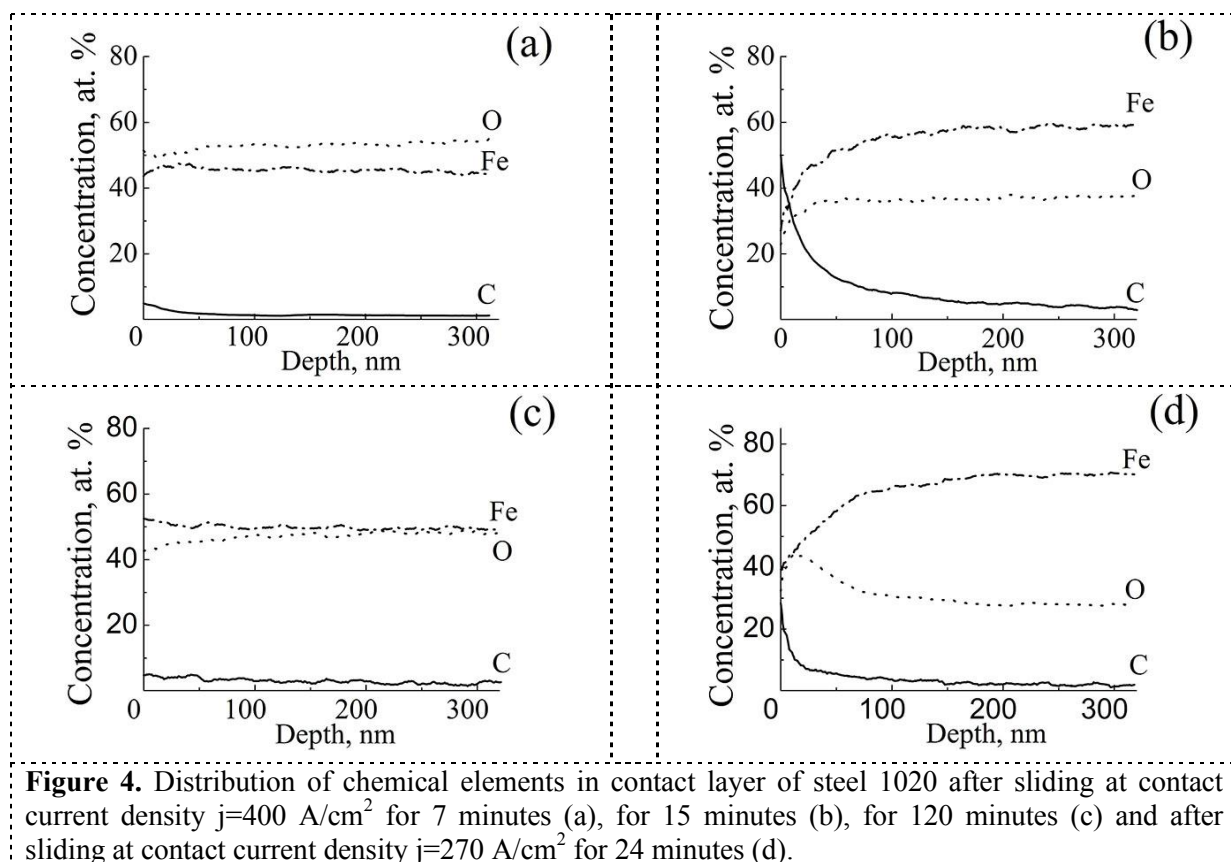 (a)
Concentration, at. %
80
60
40
20
O
Fe
C
0
100
200
300
Depth, nm
(b)
Concentration, at. %
80
60
40
20
Fe
O
C
0
100
200
300
Depth, nm
(c)
Concentration, at. %
80
60
40
20
Fe
O
C
0
100
200
300
Depth, nm
(d)
Concentration, at. %
80
60
40
20
Fe
O
C
0
100
200
300
Depth, nm
Figure 4. Distribution of chemical elements in contact layer of steel 1020 after sliding at contact
current density j=400 A/cm² for 7 minutes (a), for 15 minutes (b), for 120 minutes (c) and after
sliding at contact current density j=270 A/cm² for 24 minutes (d).